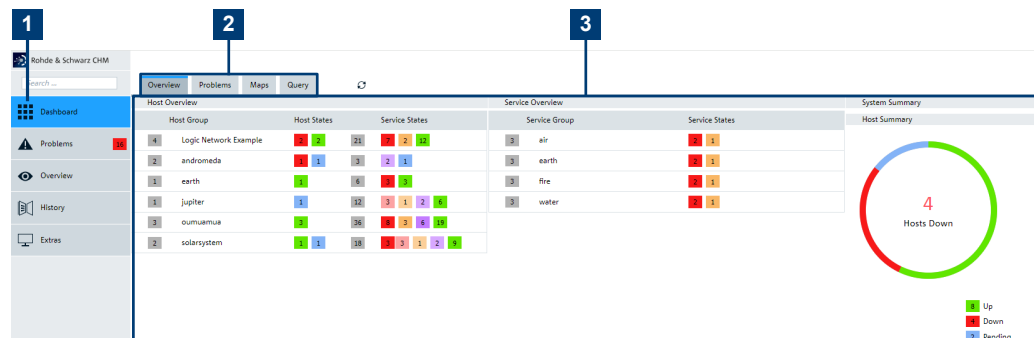 1 2 3
Rohde & Schwarz CHM
Search ...
Overview Problems Maps Query
Dashboard
Problems 16
Overview
History
Extras
Host Overview Service Overview System Summary
Host Group Host States Service States Service Group Service States Host Summary
4 Logic Network Example 2 2 21 7 2 12 3 air 2 1
2 andromeda 1 1 3 2 1 3 earth 2 1
1 earth 1 6 3 3 3 fire 2 1
1 jupiter 1 12 3 1 2 6 3 water 2 1
3 oumuamua 3 36 8 3 6 19
2 solarsystem 1 1 18 3 3 1 2 9
4
Hosts Down
8 Up
4 Down
2 Pending